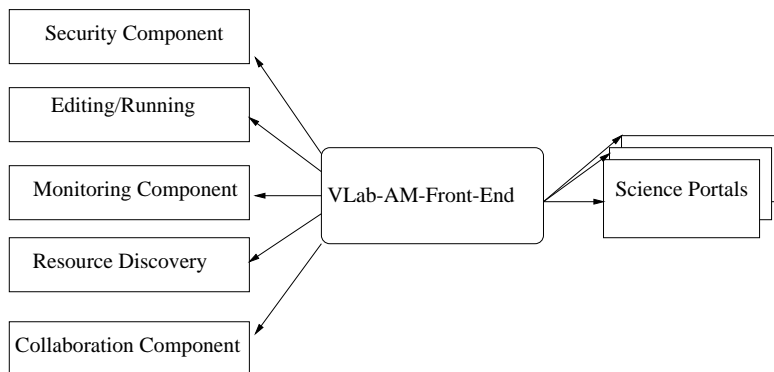 Security Component
Editing/Running
Monitoring Component
Resource Discovery
Collaboration Component
VLab-AM-Front-End
Science Portals